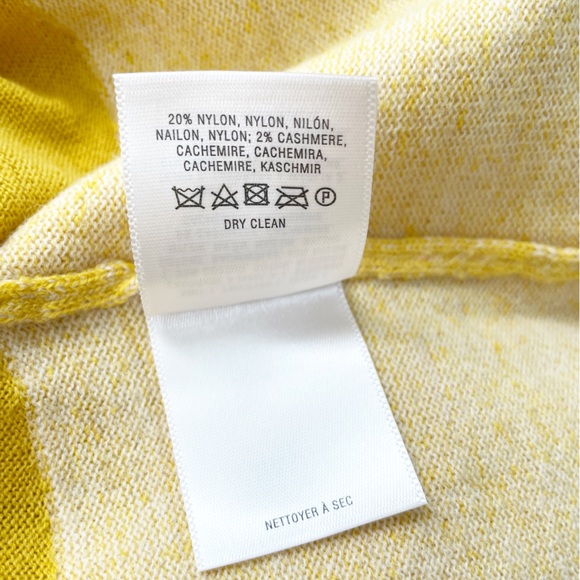 20% NYLON, NYLON, NILÓN,
NAILON, NYLON; 2% CASHMERE,
CACHEMIRE, CACHEMIRA,
CACHEMIRE, KASCHMIR
P
DRY CLEAN
NETTOYER À SEC